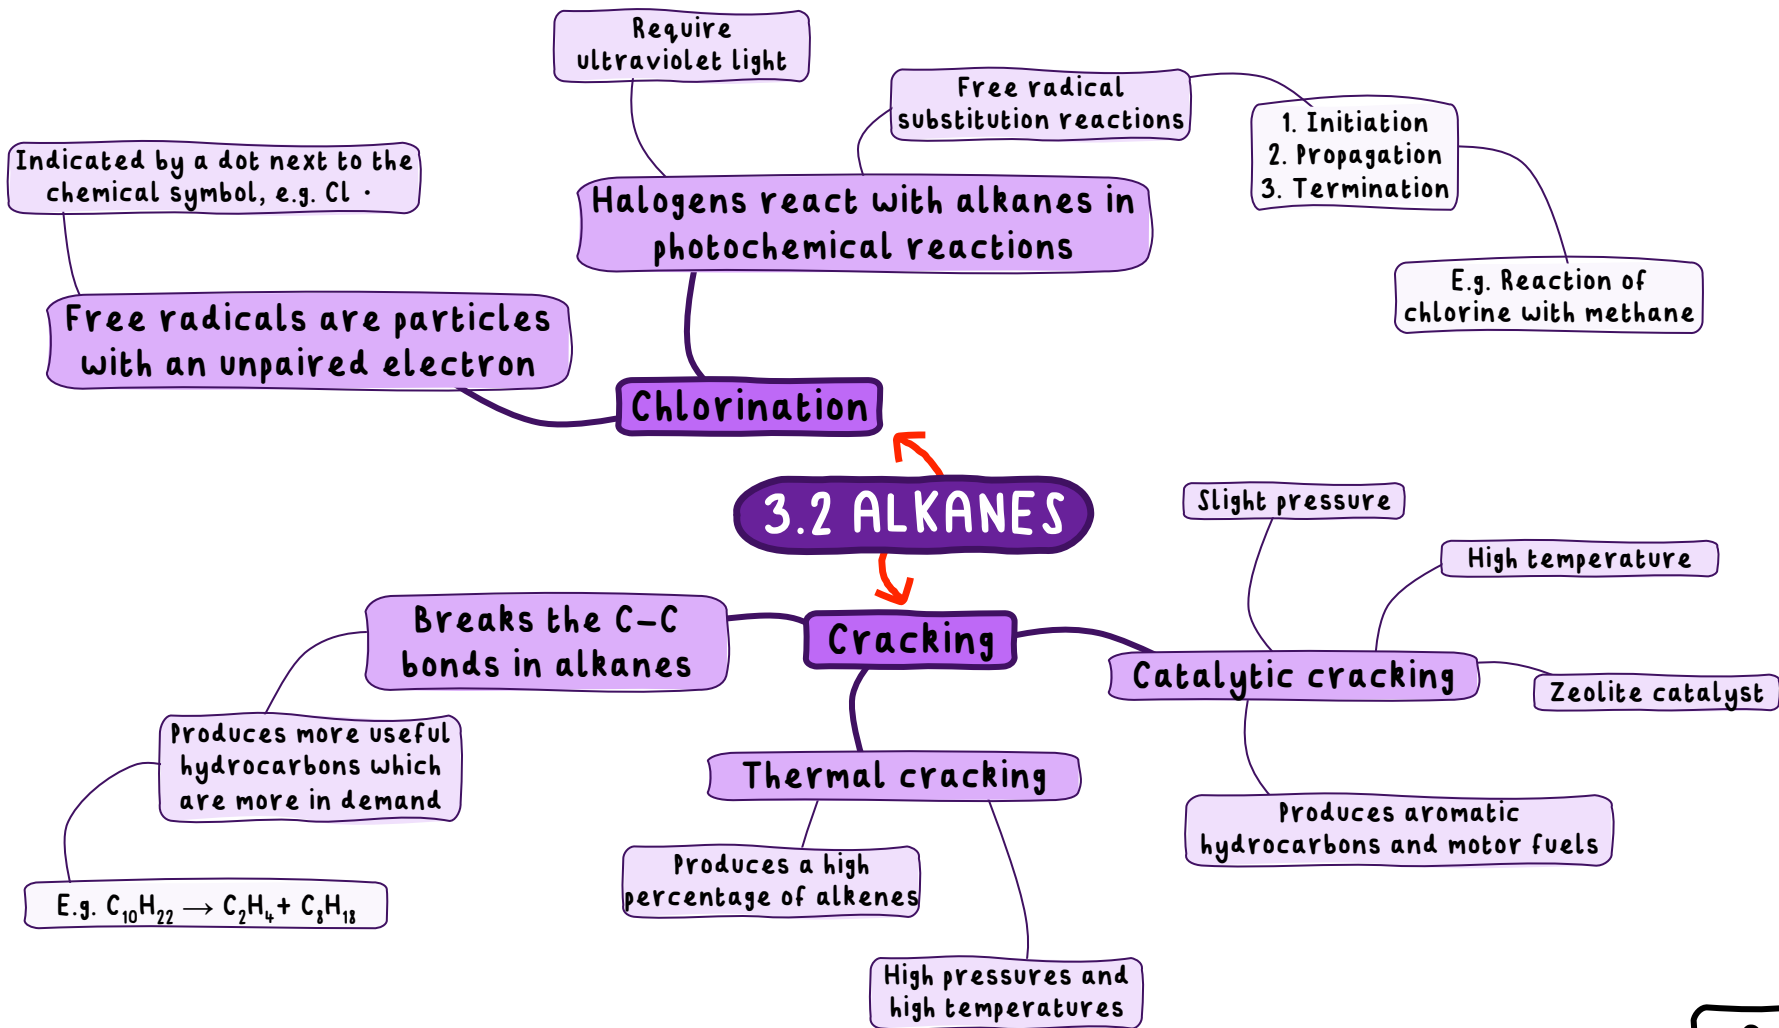 Require
ultraviolet light
Free radical
substitution reactions
1. Initiation
2. Propagation
3. Termination
E.g. Reaction of
chlorine with methane
Indicated by a dot next to the
chemical symbol, e.g. Cl ·
Halogens react with alkanes in
photochemical reactions
Free radicals are particles
with an unpaired electron
Chlorination
3.2 ALKANES
Slight pressure
High temperature
Breaks the C–C
bonds in alkanes
Cracking
Catalytic cracking
Zeolite catalyst
Produces more useful
hydrocarbons which
are more in demand
Thermal cracking
Produces aromatic
hydrocarbons and motor fuels
Produces a high
percentage of alkenes
E.g. C₁₀H₂₂ → C₂H₄ + C₈H₁₈
High pressures and
high temperatures